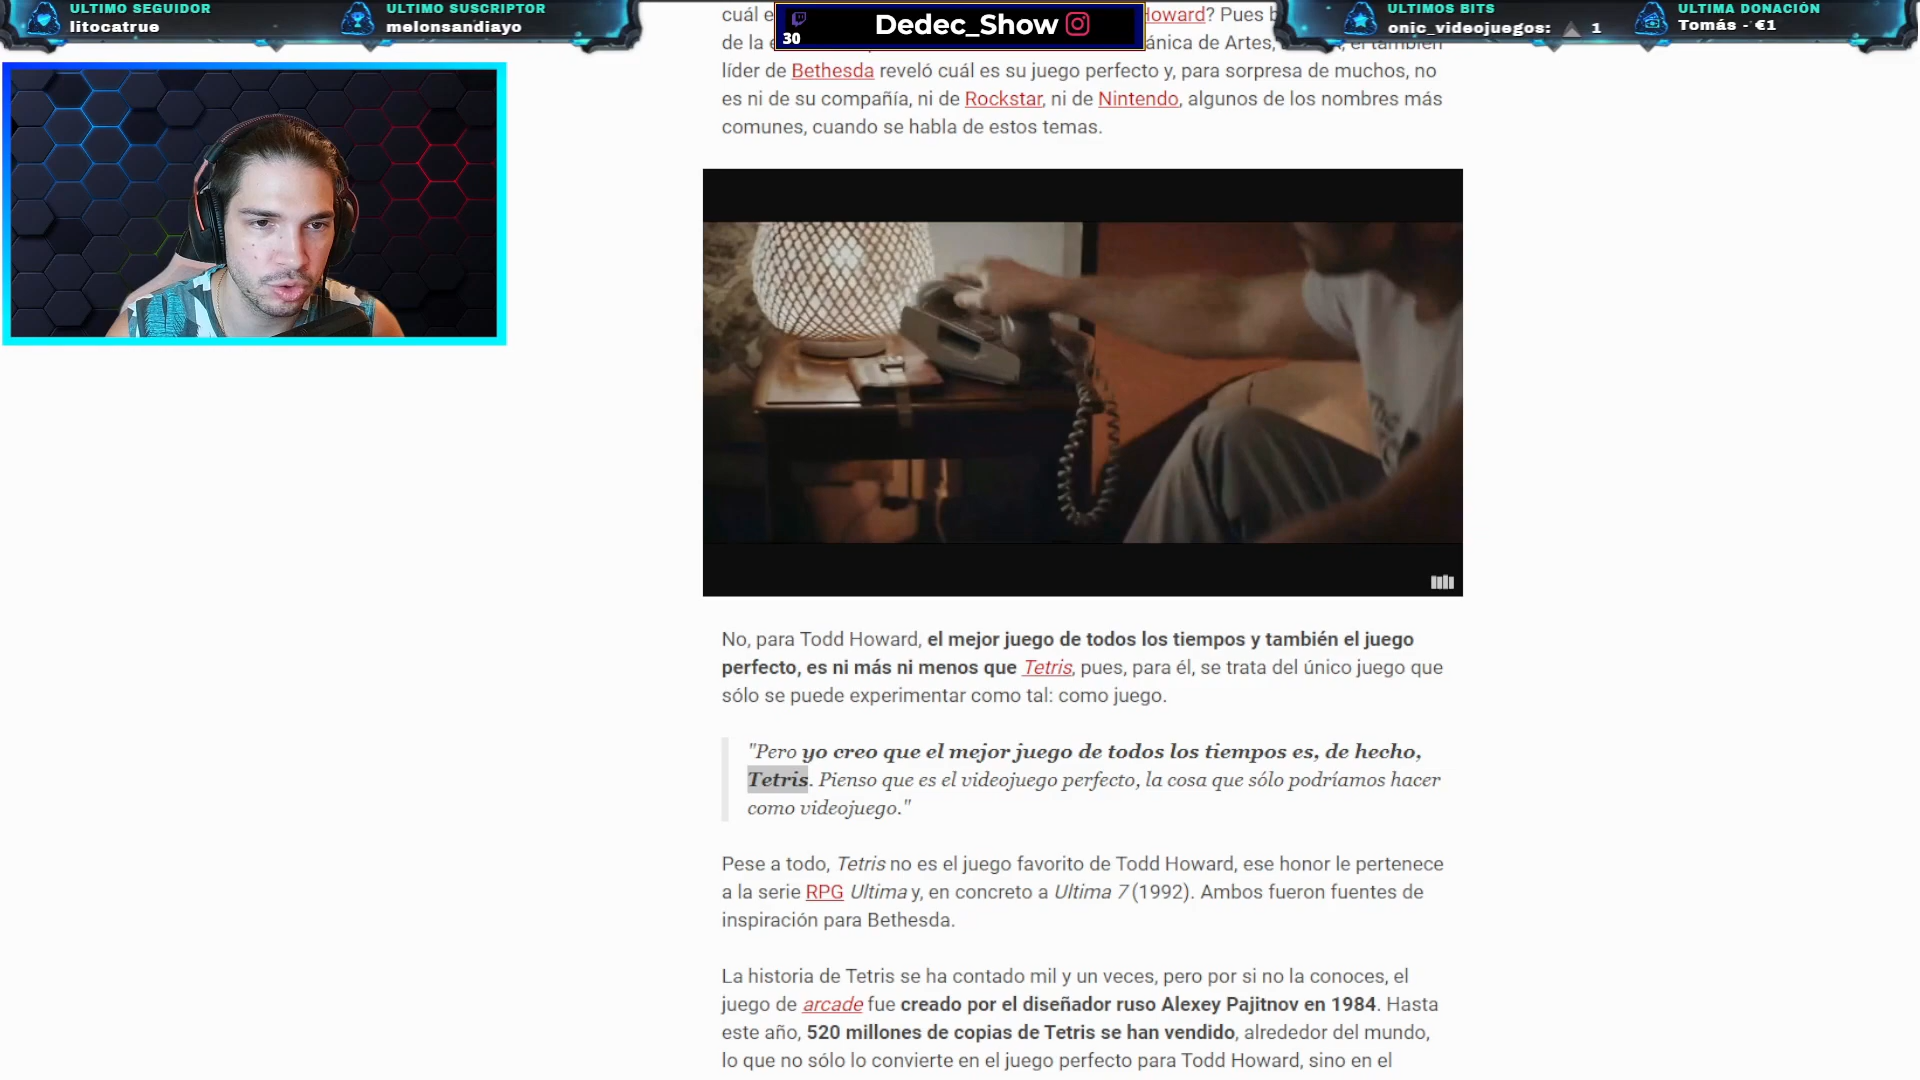 ULTIMO SEGUIDOR
litocatrue
ULTIMO SUSCRIPTOR
melonsandiayo
30
Dedec_Show
ULTIMOS BITS
onic_videojuegos: 1
ULTIMA DONACIÓN
Tomás - €1
cuál e Howard? Pues
de la ánica de Artes, él también
líder de Bethesda reveló cuál es su juego perfecto y, para sorpresa de muchos, no
es ni de su compañía, ni de Rockstar, ni de Nintendo, algunos de los nombres más
comunes, cuando se habla de estos temas.
No, para Todd Howard, el mejor juego de todos los tiempos y también el juego
perfecto, es ni más ni menos que Tetris, pues, para él, se trata del único juego que
sólo se puede experimentar como tal: como juego.
"Pero yo creo que el mejor juego de todos los tiempos es, de hecho,
Tetris. Pienso que es el videojuego perfecto, la cosa que sólo podríamos hacer
como videojuego."
Pese a todo, Tetris no es el juego favorito de Todd Howard, ese honor le pertenece
a la serie RPG Ultima y, en concreto a Ultima 7 (1992). Ambos fueron fuentes de
inspiración para Bethesda.
La historia de Tetris se ha contado mil y un veces, pero por si no la conoces, el
juego de arcade fue creado por el diseñador ruso Alexey Pajitnov en 1984. Hasta
este año, 520 millones de copias de Tetris se han vendido, alrededor del mundo,
lo que no sólo lo convierte en el juego perfecto para Todd Howard, sino en el